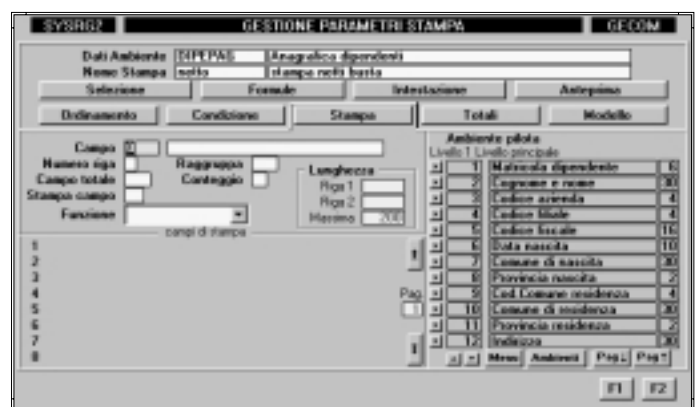 SYSRG2 GESTIONE PARAMETRI STAMPA GECOM
Dati Ambiente DIPEPAG Anagrafica dipendenti
Nome Stampa netto stampa netti busta
Selezione Formule Intestazione Anteprima
Ordinamento Condizione Stampa Totali Modello
Campo
Numero riga Raggruppa
Campo totale Conteggio
Stampa campo
Funzione
Lunghezza
Riga 1
Riga 2
Massima 200
campi di stampa
1
2
3
4
5
6
7
8
Pag
1
Ambiente pilota
Livello 1 Livello principale
1 Matricola dipendente 6
2 Cognome e nome 30
3 Codice azienda 4
4 Codice filiale 4
5 Codice fiscale 16
6 Data nascita 10
7 Comune di nascita 30
8 Provincia nascita 2
9 Cod.Comune residenza 4
10 Comune di residenza 30
11 Provincia residenza 2
12 Indirizzo 30
Menu Ambienti Pag↓ Pag↑
F1 F2